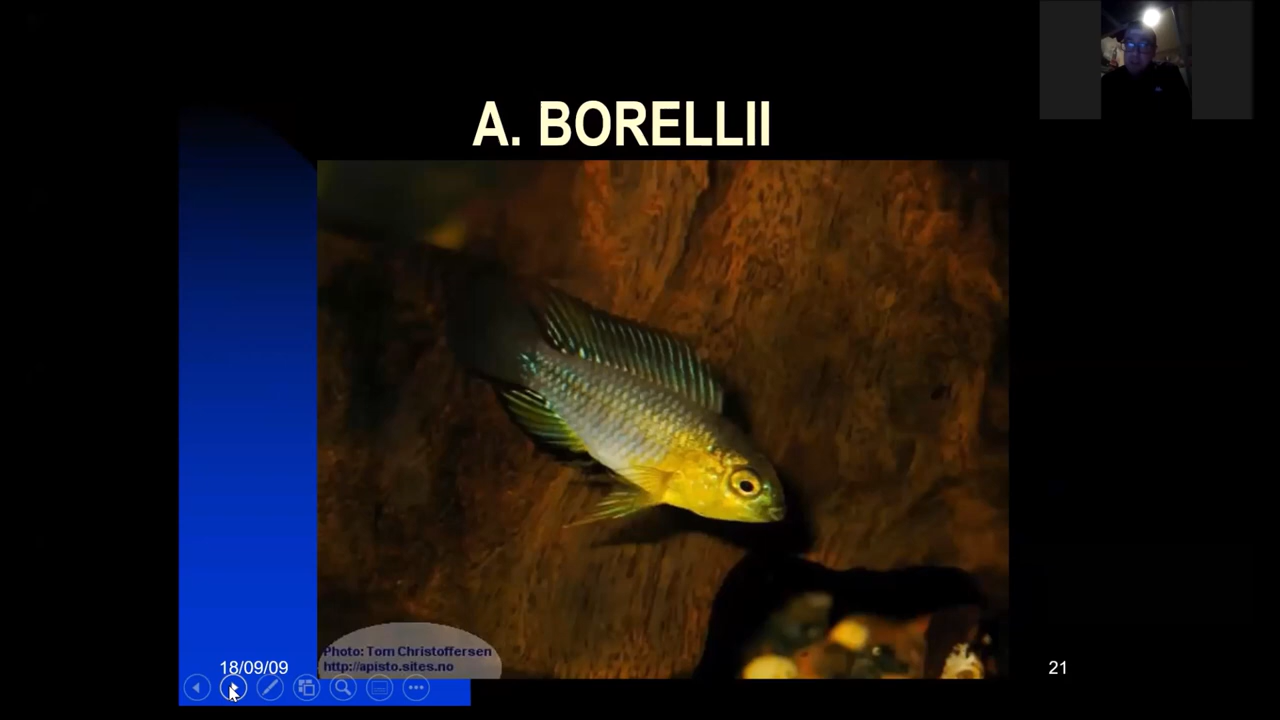 A. BORELLII
Photo: Tom Christoffersen
http://apisto.sites.no
18/09/09
21